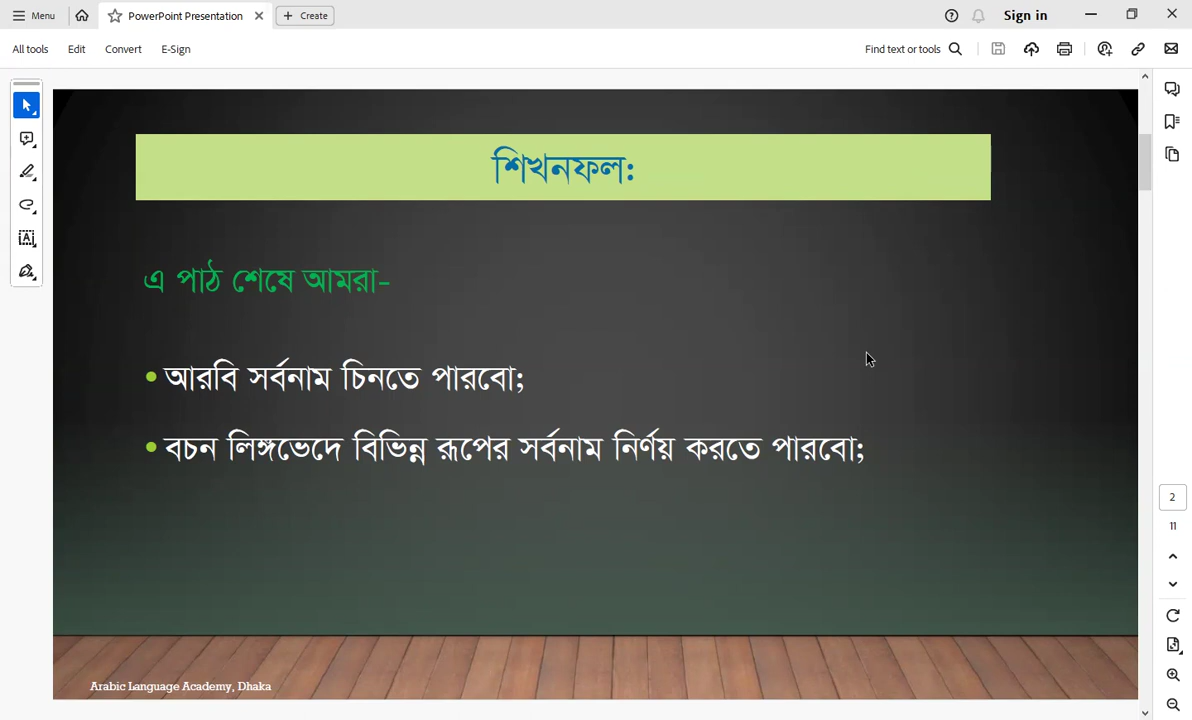 Menu
PowerPoint Presentation
Create
Sign in
All tools
Edit
Convert
E-Sign
Find text or tools
শিখনফল:
এ পাঠ শেষে আমরা-
• আরবি সর্বনাম চিনতে পারবো;
• বচন লিঙ্গভেদে বিভিন্ন রূপের সর্বনাম নির্ণয় করতে পারবো;
2
11
Arabic Language Academy, Dhaka